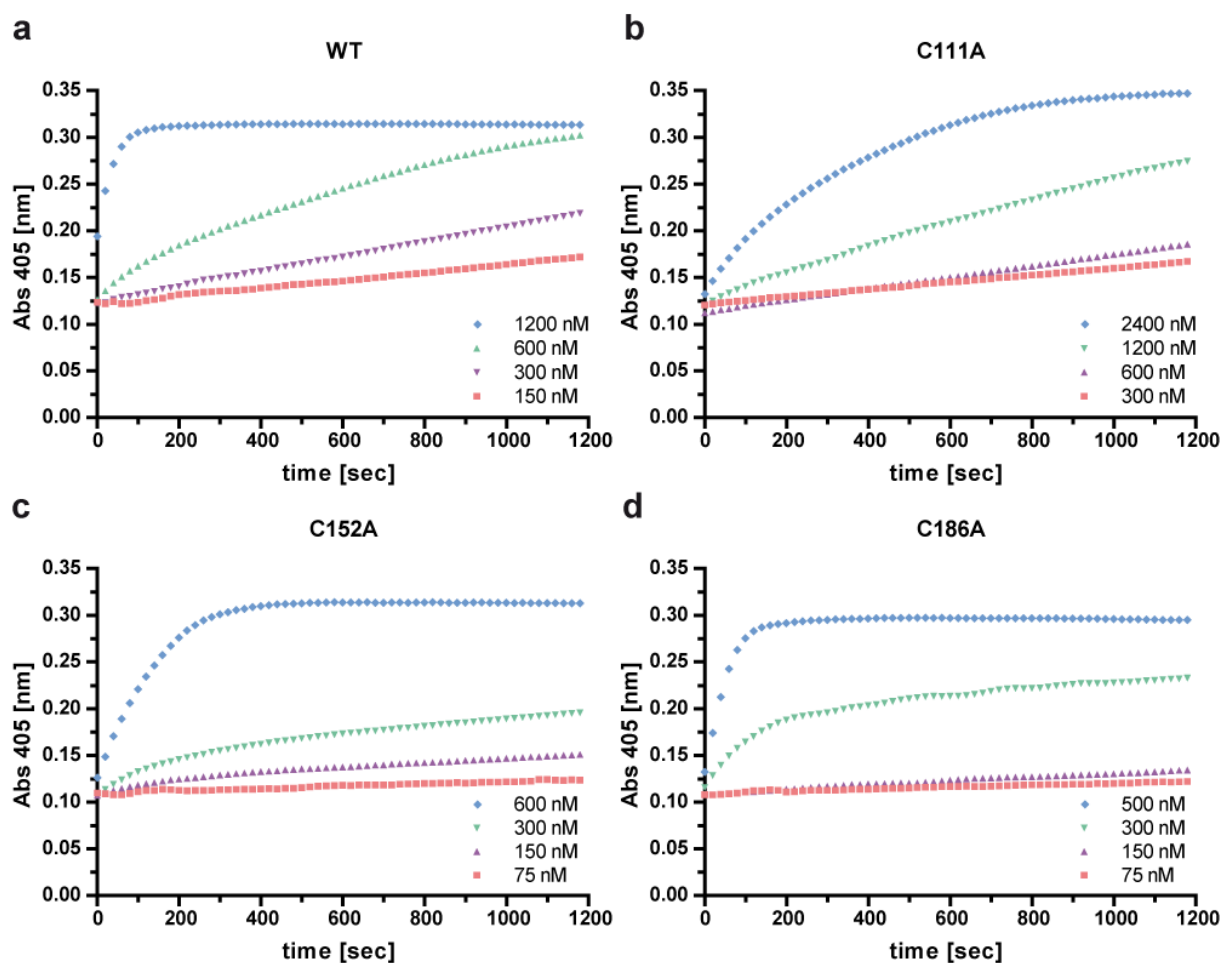 a
WT
Abs 405 [nm]
0.35
0.30
0.25
0.20
0.15
0.10
0.05
0.00
1200 nM
600 nM
300 nM
150 nM
0 200 400 600 800 1000 1200
time [sec]
b
C111A
Abs 405 [nm]
0.35
0.30
0.25
0.20
0.15
0.10
0.05
0.00
2400 nM
1200 nM
600 nM
300 nM
0 200 400 600 800 1000 1200
time [sec]
c
C152A
Abs 405 [nm]
0.35
0.30
0.25
0.20
0.15
0.10
0.05
0.00
600 nM
300 nM
150 nM
75 nM
0 200 400 600 800 1000 1200
time [sec]
d
C186A
Abs 405 [nm]
0.35
0.30
0.25
0.20
0.15
0.10
0.05
0.00
500 nM
300 nM
150 nM
75 nM
0 200 400 600 800 1000 1200
time [sec]